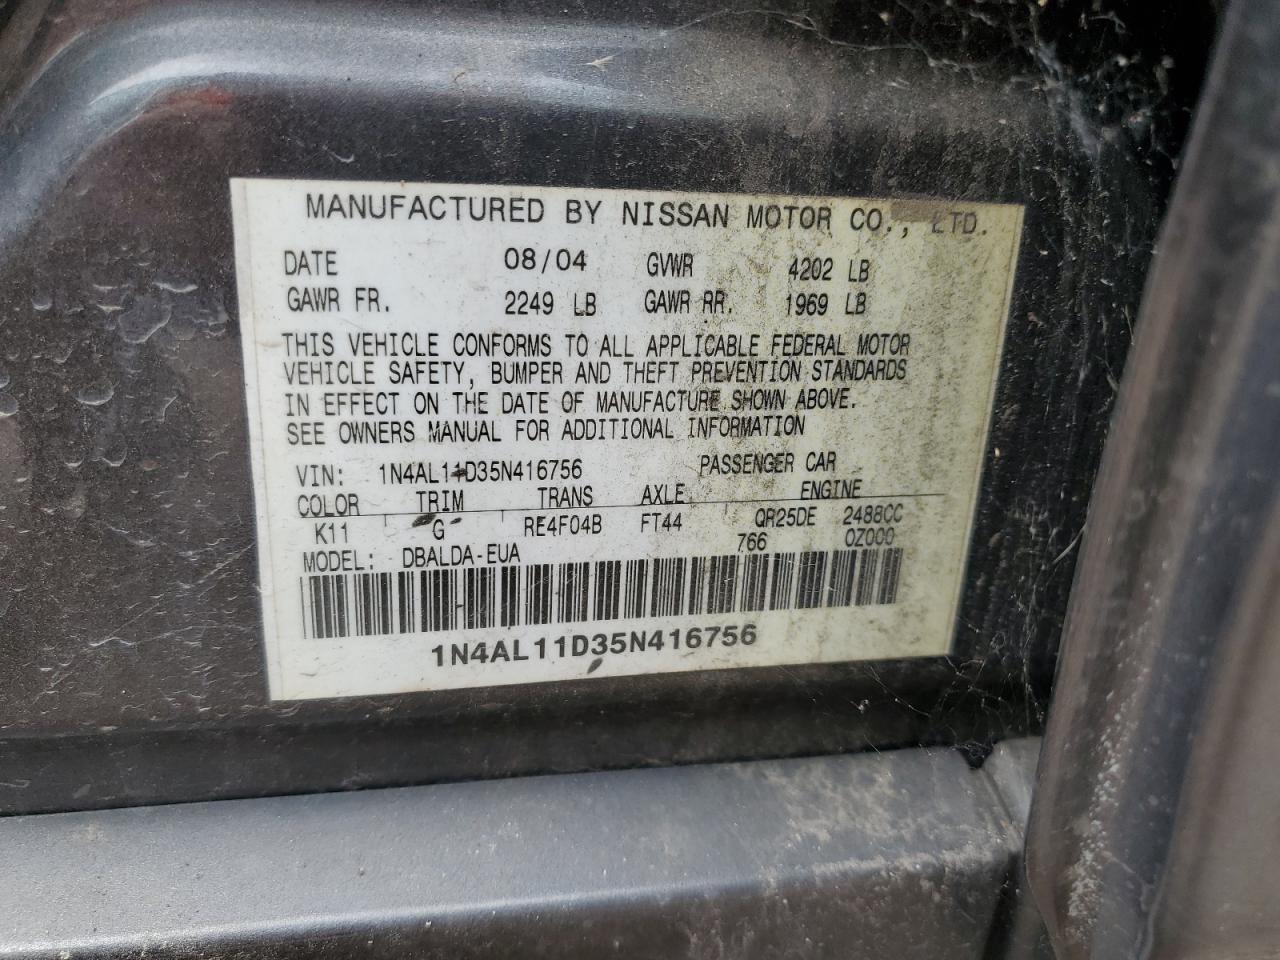 MANUFACTURED BY NISSAN MOTOR CO., LTD.
DATE 08/04 GVWR 4202 LB
GAWR FR. 2249 LB GAWR RR. 1969 LB
THIS VEHICLE CONFORMS TO ALL APPLICABLE FEDERAL MOTOR
VEHICLE SAFETY, BUMPER AND THEFT PREVENTION STANDARDS
IN EFFECT ON THE DATE OF MANUFACTURE SHOWN ABOVE.
SEE OWNERS MANUAL FOR ADDITIONAL INFORMATION
VIN: 1N4AL11D35N416756 PASSENGER CAR
COLOR TRIM TRANS AXLE ENGINE
K11 G RE4F04B FT44 QR25DE 2488CC
MODEL: DBALDA-EUA 766 0Z000
1N4AL11D35N416756